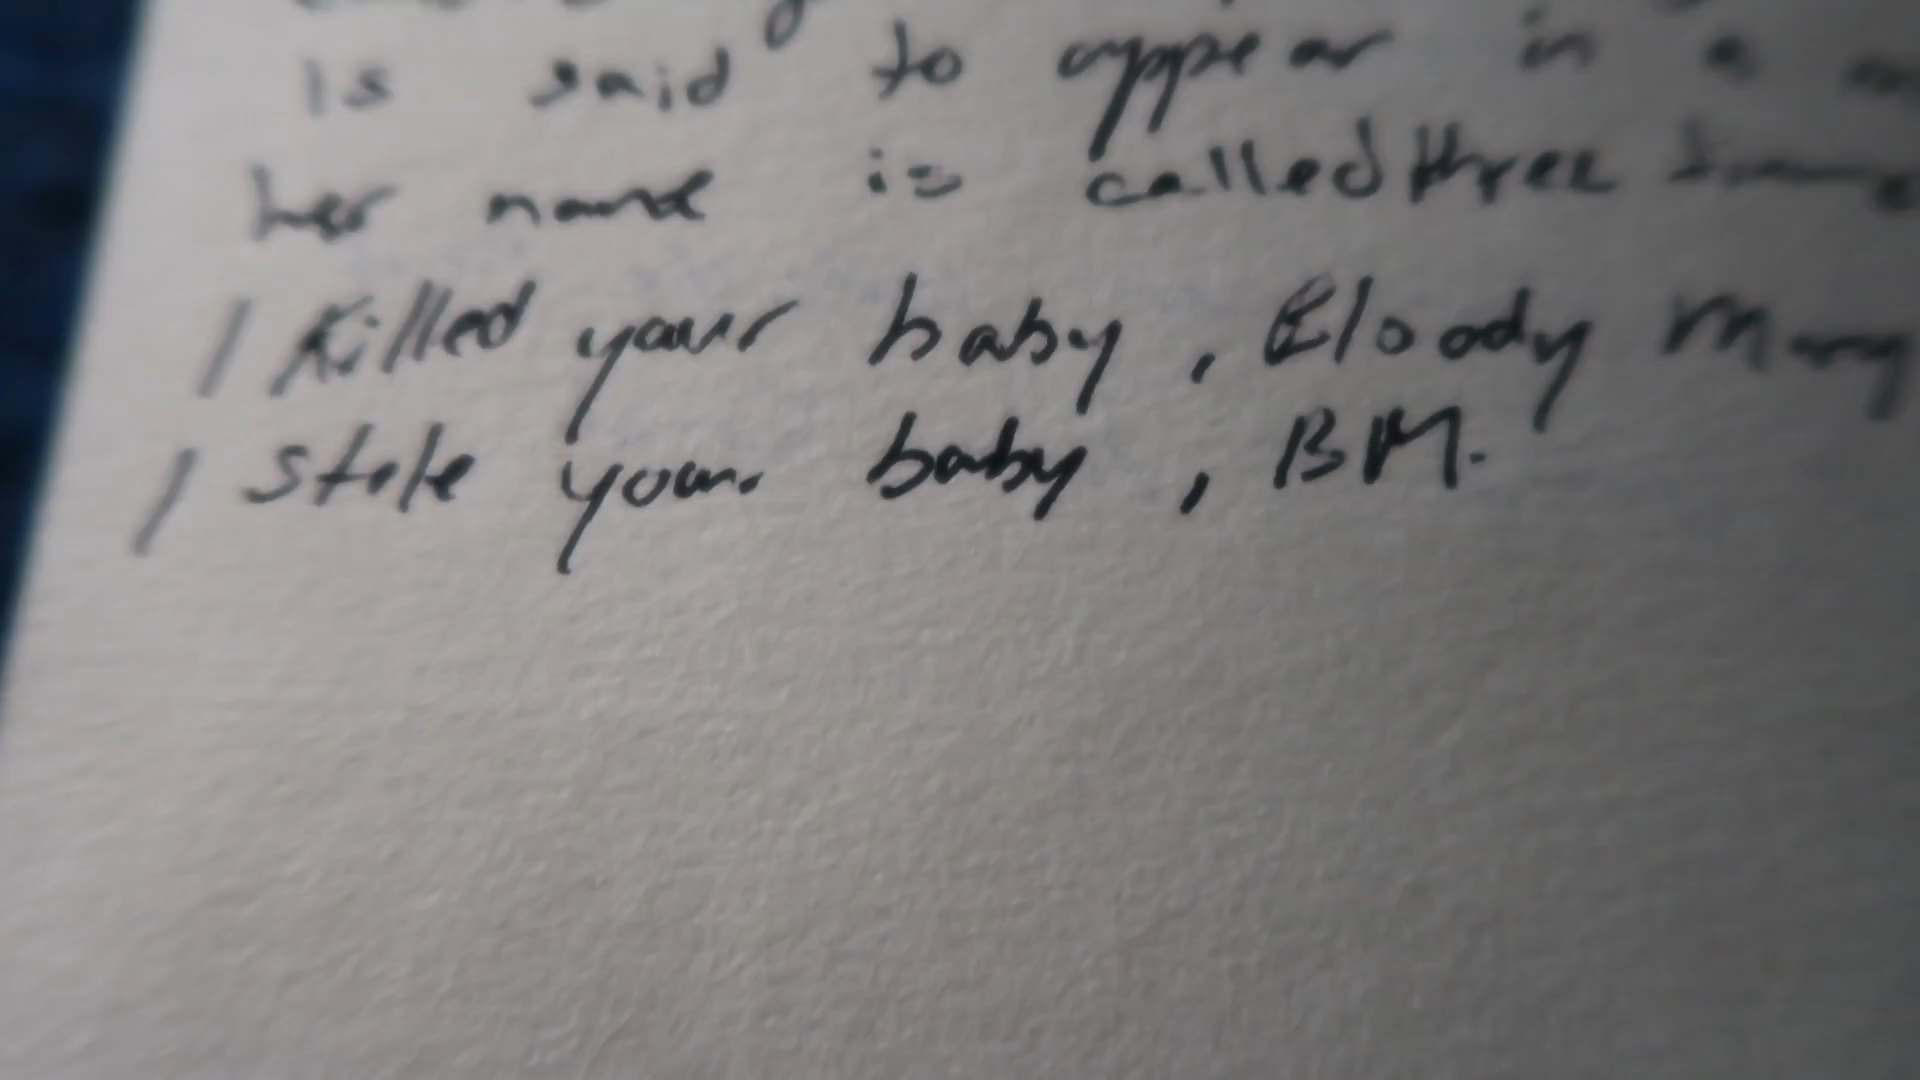 is said to appear in a
her name is called three
I Killed your baby, Bloody Mary
I stole your baby, BM.